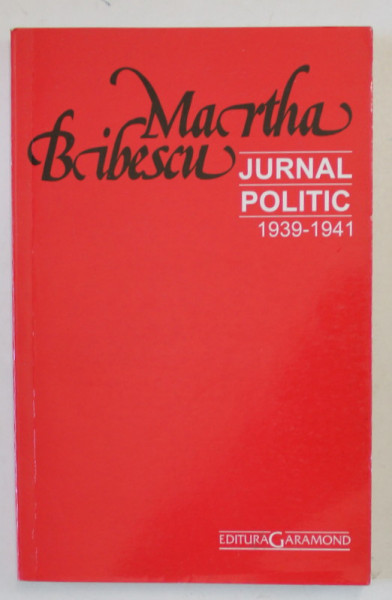 Martha
Bibescu
JURNAL
POLITIC
1939-1941
EDITURA GARAMOND